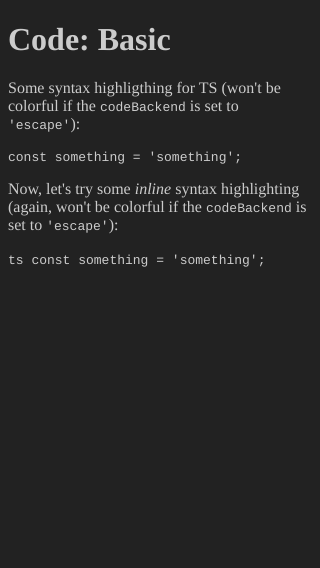 Code: Basic
Some syntax higligthing for TS (won't be
colorful if the codeBackend is set to
'escape'):
const something = 'something';
Now, let's try some inline syntax highlighting
(again, won't be colorful if the codeBackend is
set to 'escape'):
ts const something = 'something';